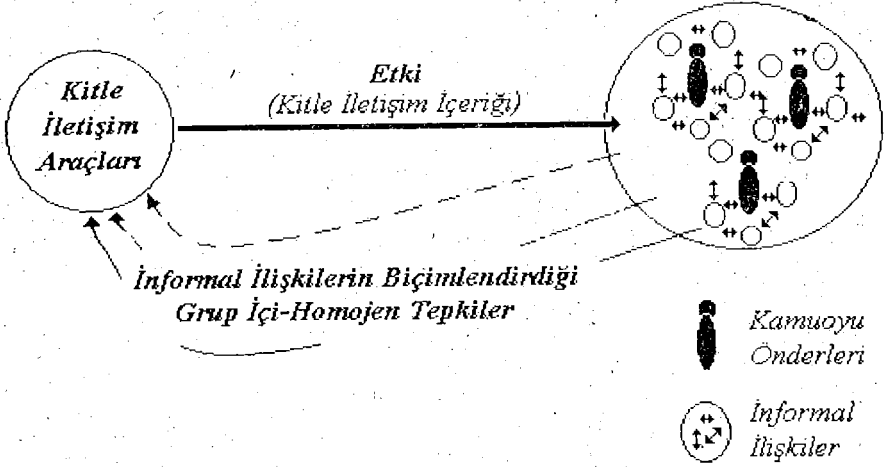 Kitle
İletişim
Araçları
Etki
(Kitle İletişim İçeriği)
İnformal İlişkilerin Biçimlendirdiği
Grup İçi-Homojen Tepkiler
Kamuoyu
Önderleri
İnformal
İlişkiler